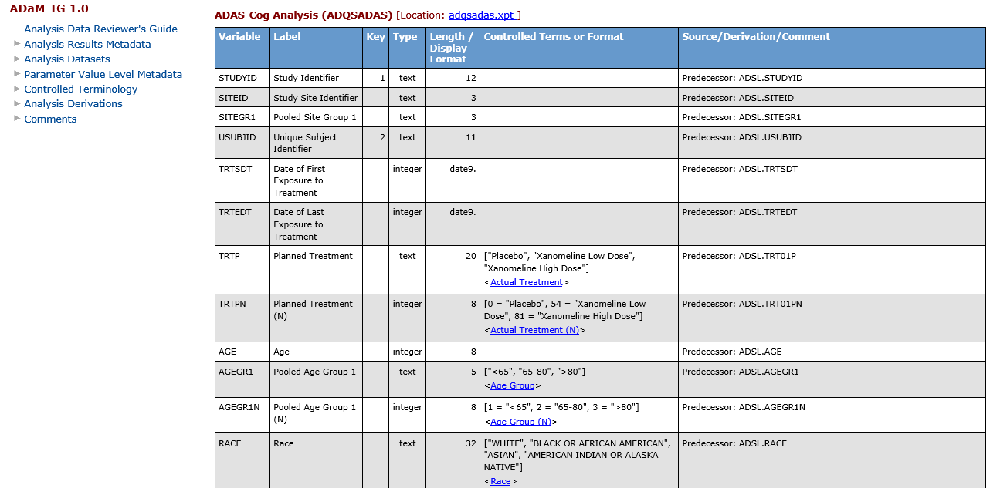 ADaM-IG 1.0
Analysis Data Reviewer's Guide
Analysis Results Metadata
Analysis Datasets
Parameter Value Level Metadata
Controlled Terminology
Analysis Derivations
Comments
ADAS-Cog Analysis (ADQSADAS) [Location: adqsadas.xpt ]
Variable Label Key Type Length / Display Format Controlled Terms or Format Source/Derivation/Comment
STUDYID Study Identifier 1 text 12 Predecessor: ADSL.STUDYID
SITEID Study Site Identifier text 3 Predecessor: ADSL.SITEID
SITEGR1 Pooled Site Group 1 text 3 Predecessor: ADSL.SITEGR1
USUBJID Unique Subject 2 text 11 Predecessor: ADSL.USUBJID
Identifier
TRTSDT Date of First integer date9. Predecessor: ADSL.TRTSDT
Exposure to
Treatment
TRTEDT Date of Last integer date9. Predecessor: ADSL.TRTEDT
Exposure to
Treatment
TRTP Planned Treatment text 20 ["Placebo", "Xanomeline Low Dose", Predecessor: ADSL.TRT01P
"Xanomeline High Dose"]
<Actual Treatment>
TRTPN Planned Treatment integer 8 [0 = "Placebo", 54 = "Xanomeline Low Predecessor: ADSL.TRT01PN
(N) Dose", 81 = "Xanomeline High Dose"]
<Actual Treatment (N)>
AGE Age integer 8 Predecessor: ADSL.AGE
AGEGR1 Pooled Age Group 1 text 5 ["<65", "65-80", ">80"] Predecessor: ADSL.AGEGR1
<Age Group>
AGEGR1N Pooled Age Group 1 integer 8 [1 = "<65", 2 = "65-80", 3 = ">80"] Predecessor: ADSL.AGEGR1N
(N) <Age Group (N)>
RACE Race text 32 ["WHITE", "BLACK OR AFRICAN AMERICAN", Predecessor: ADSL.RACE
"ASIAN", "AMERICAN INDIAN OR ALASKA
NATIVE"]
<Race>